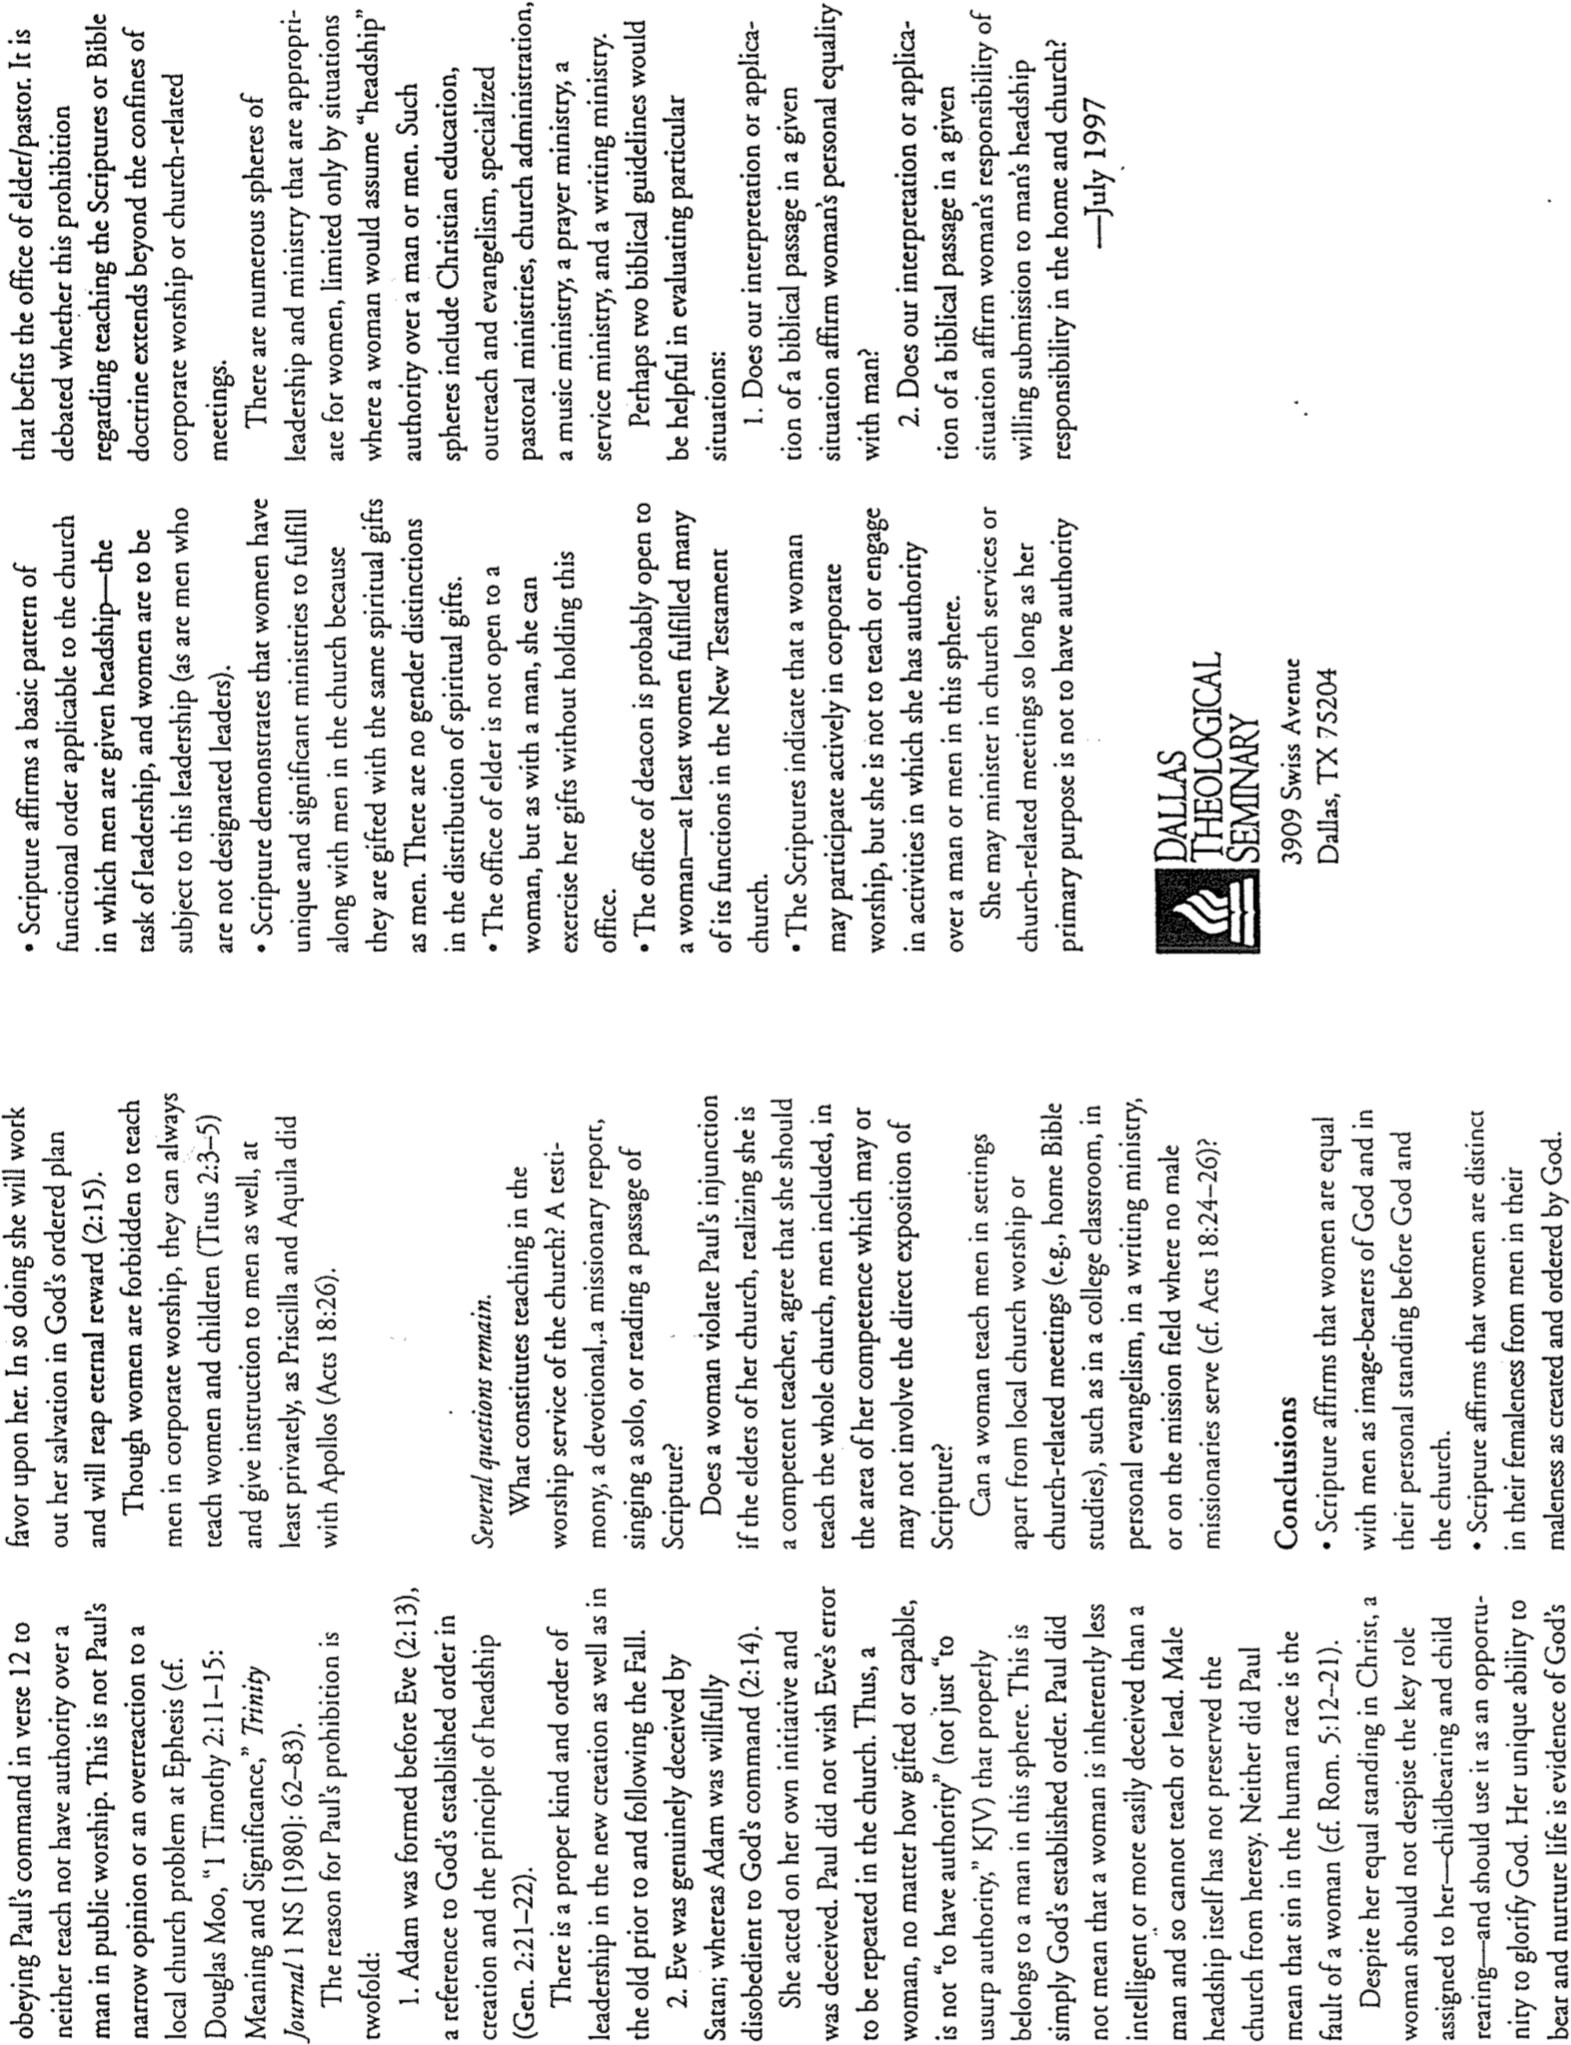 obeying Paul's command in verse 12 to
neither teach not have authority over a
man in public worship. This is not Paul's
narrow opinion or an overreaction to a
local church problem at Ephesis (cf.
Douglas Moo, "1 Timothy 2:11–15:
Meaning and Significance," Trinity
Journal 1 NS [1980]: 62–83).
The reason for Paul's prohibition is
twofold:
1. Adam was formed before Eve (2:13),
a reference to God's established order in
creation and the principle of headship
(Gen. 2:21–22).
There is a proper kind and order of
leadership in the new creation as well as in
the old prior to and following the Fall.
2. Eve was genuinely deceived by
Satan; whereas Adam was willfully
disobedient to God's command (2:14).
She acted on her own initiative and
was deceived. Paul did not wish Eve's error
to be repeated in the church. Thus, a
woman, no matter how gifted or capable,
is not "to have authority" (not just "to
usurp authority," KJV) that properly
belongs to a man in this sphere. This is
simply God's established order. Paul did
not mean that a woman is inherently less
intelligent or more easily deceived than a
man and so cannot teach or lead. Male
headship itself has not preserved the
church from heresy. Neither did Paul
mean that sin in the human race is the
fault of a woman (cf. Rom. 5:12–21).
Despite her equal standing in Christ, a
woman should not despise the key role
assigned to her—childbearing and child
rearing—and should use it as an opportu-
nity to glorify God. Her unique ability to
bear and nurture life is evidence of God's
favor upon her. In so doing she will work
out her salvation in God's ordered plan
and will reap eternal reward (2:15).
Though women are forbidden to teach
men in corporate worship, they can always
teach women and children (Titus 2:3–5)
and give instruction to men as well, at
least privately, as Priscilla and Aquila did
with Apollos (Acts 18:26).
Several questions remain.
What constitutes teaching in the
worship service of the church? A testi-
mony, a devotional, a missionary report,
singing a solo, or reading a passage of
Scripture?
Does a woman violate Paul's injunction
if the elders of her church, realizing she is
a competent teacher, agree that she should
teach the whole church, men included, in
the area of her competence which may or
may not involve the direct exposition of
Scripture?
Can a woman teach men in settings
apart from local church worship or
church-related meetings (e.g., home Bible
studies), such as in a college classroom, in
personal evangelism, in a writing ministry,
or on the mission field where no male
missionaries serve (cf. Acts 18:24–26)?
Conclusions
• Scripture affirms that women are equal
with men as image-bearers of God and in
their personal standing before God and
the church.
• Scripture affirms that women are distinct
in their femaleness from men in their
maleness as created and ordered by God.
• Scripture affirms a basic pattern of
functional order applicable to the church
in which men are given headship—the
task of leadership, and women are to be
subject to this leadership (as are men who
are not designated leaders).
• Scripture demonstrates that women have
unique and significant ministries to fulfill
along with men in the church because
they are gifted with the same spiritual gifts
as men. There are no gender distinctions
in the distribution of spiritual gifts.
• The office of elder is not open to a
woman, but as with a man, she can
exercise her gifts without holding this
office.
• The office of deacon is probably open to
a woman—at least women fulfilled many
of its functions in the New Testament
church.
• The Scriptures indicate that a woman
may participate actively in corporate
worship, but she is not to teach or engage
in activities in which she has authority
over a man or men in this sphere.
She may minister in church services or
church-related meetings so long as her
primary purpose is not to have authority
DALLAS
THEOLOGICAL
SEMINARY
3909 Swiss Avenue
Dallas, TX 75204
that befits the office of elder/pastor. It is
debated whether this prohibition
regarding teaching the Scriptures or Bible
doctrine extends beyond the confines of
corporate worship or church-related
meetings.
There are numerous spheres of
leadership and ministry that are appropri-
are for women, limited only by situations
where a woman would assume "headship"
authority over a man or men. Such
spheres include Christian education,
outreach and evangelism, specialized
pastoral ministries, church administration,
a music ministry, a prayer ministry, a
service ministry, and a writing ministry.
Perhaps two biblical guidelines would
be helpful in evaluating particular
situations:
1. Does our interpretation or applica-
tion of a biblical passage in a given
situation affirm woman's personal equality
with man?
2. Does our interpretation or applica-
tion of a biblical passage in a given
situation affirm woman's responsibility of
willing submission to man's headship
responsibility in the home and church?
—July 1997